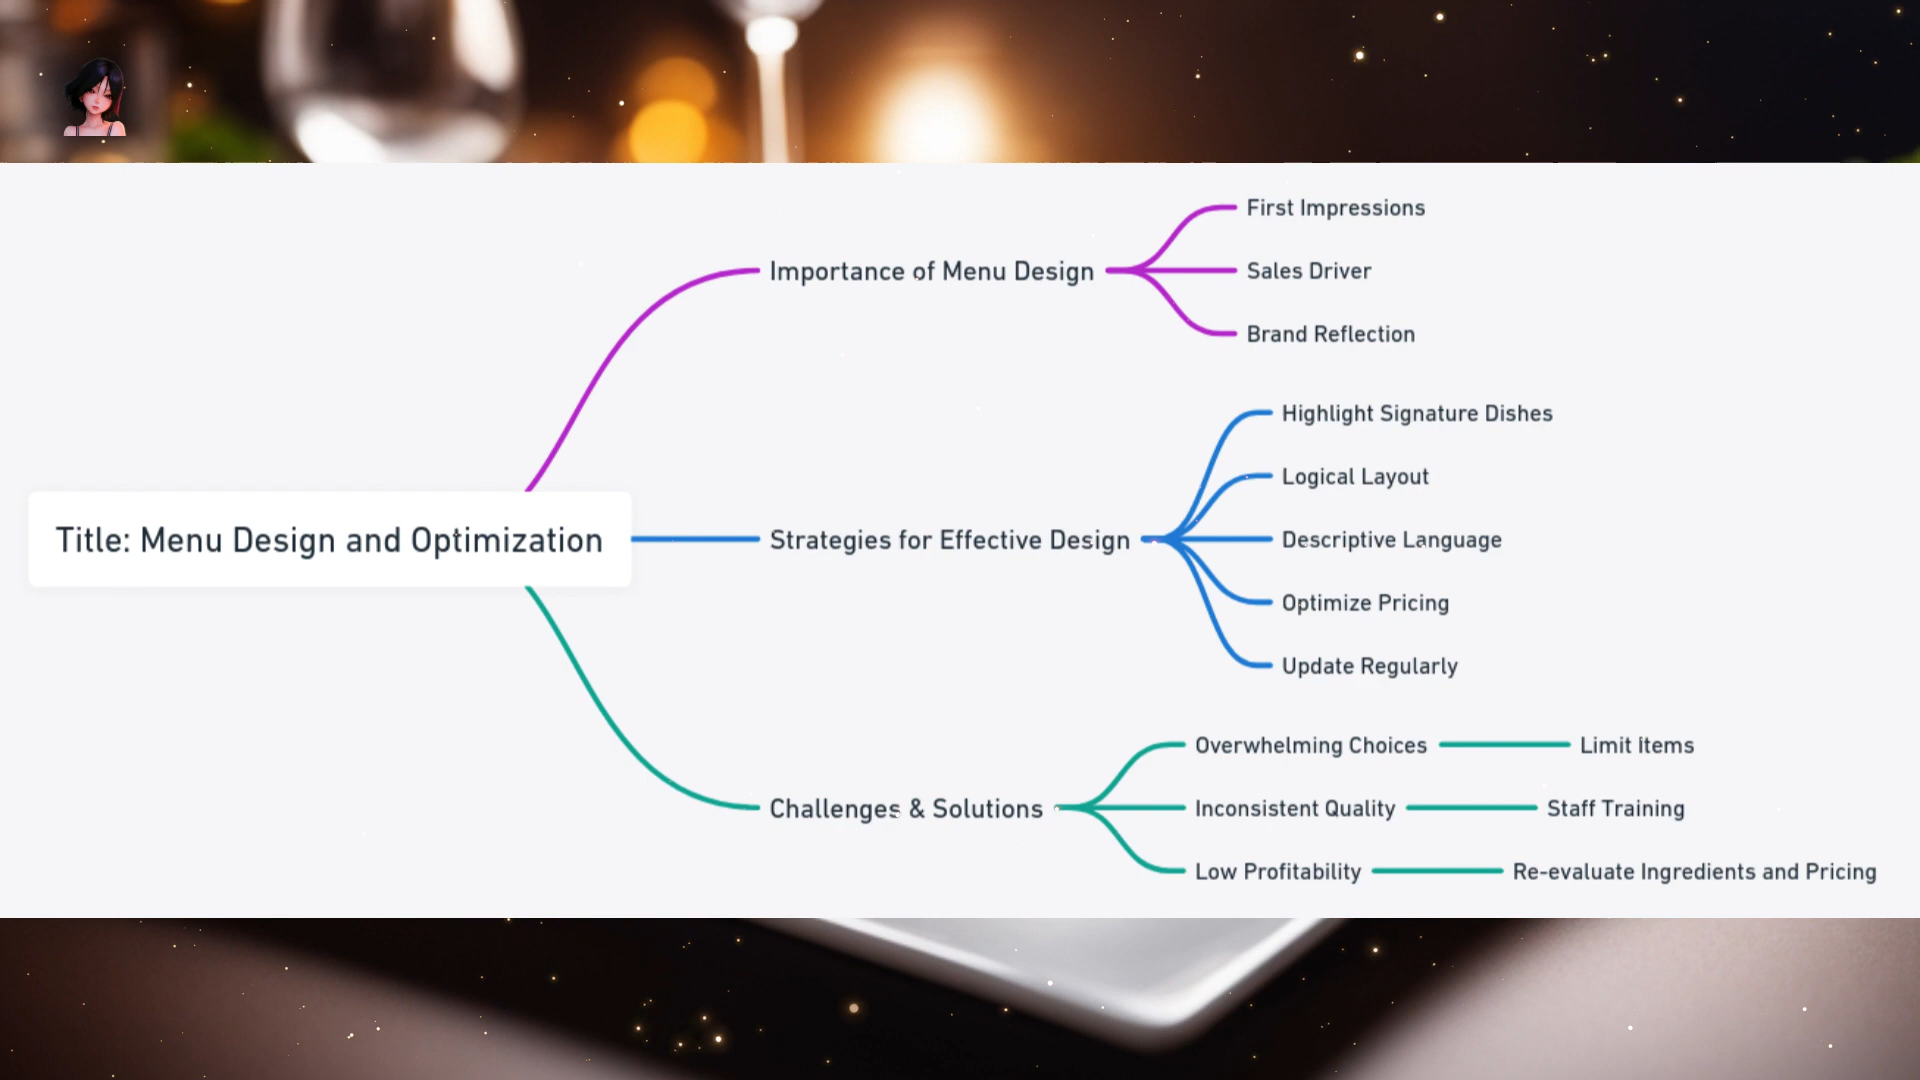 Title: Menu Design and Optimization
Importance of Menu Design
First Impressions
Sales Driver
Brand Reflection
Strategies for Effective Design
Highlight Signature Dishes
Logical Layout
Descriptive Language
Optimize Pricing
Update Regularly
Challenges & Solutions
Overwhelming Choices
Limit Items
Inconsistent Quality
Staff Training
Low Profitability
Re-evaluate Ingredients and Pricing